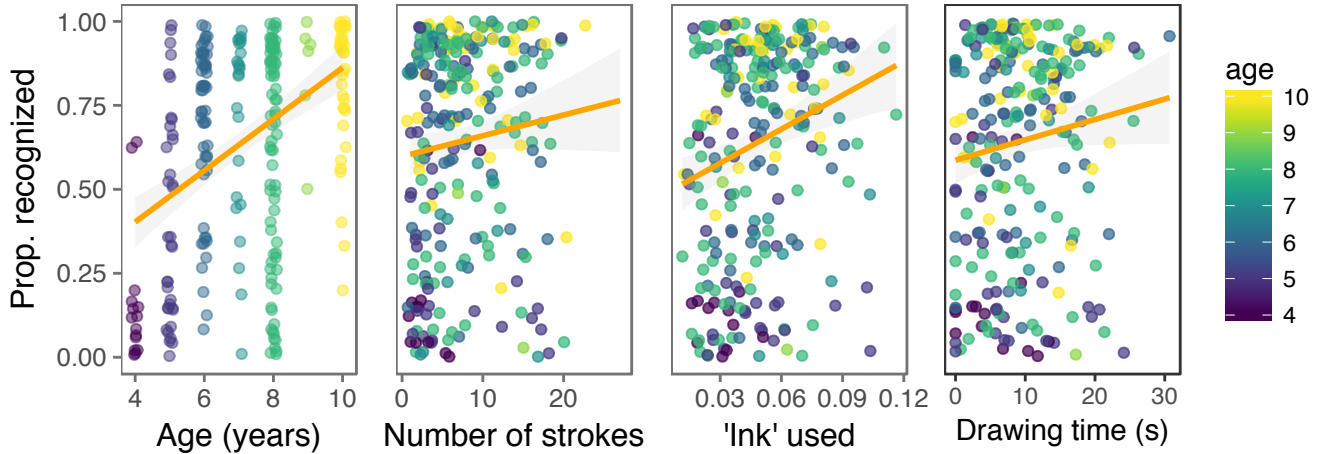 Prop. recognized
1.00
0.75
0.50
0.25
0.00
4 6 8 10
Age (years)
0 10 20
Number of strokes
0.03 0.06 0.09 0.12
'Ink' used
0 10 20 30
Drawing time (s)
age
10
9
8
7
6
5
4